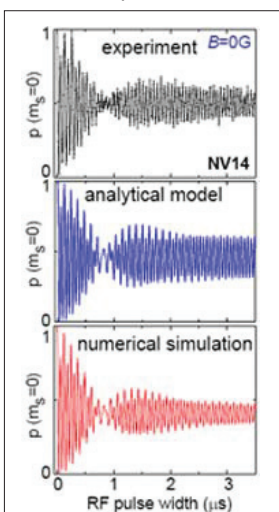 experiment
B=0G
1
p (mₛ=0)
0
NV14
analytical model
1
p (mₛ=0)
0
numerical simulation
1
p (mₛ=0)
0
0 1 2 3
RF pulse width (μs)